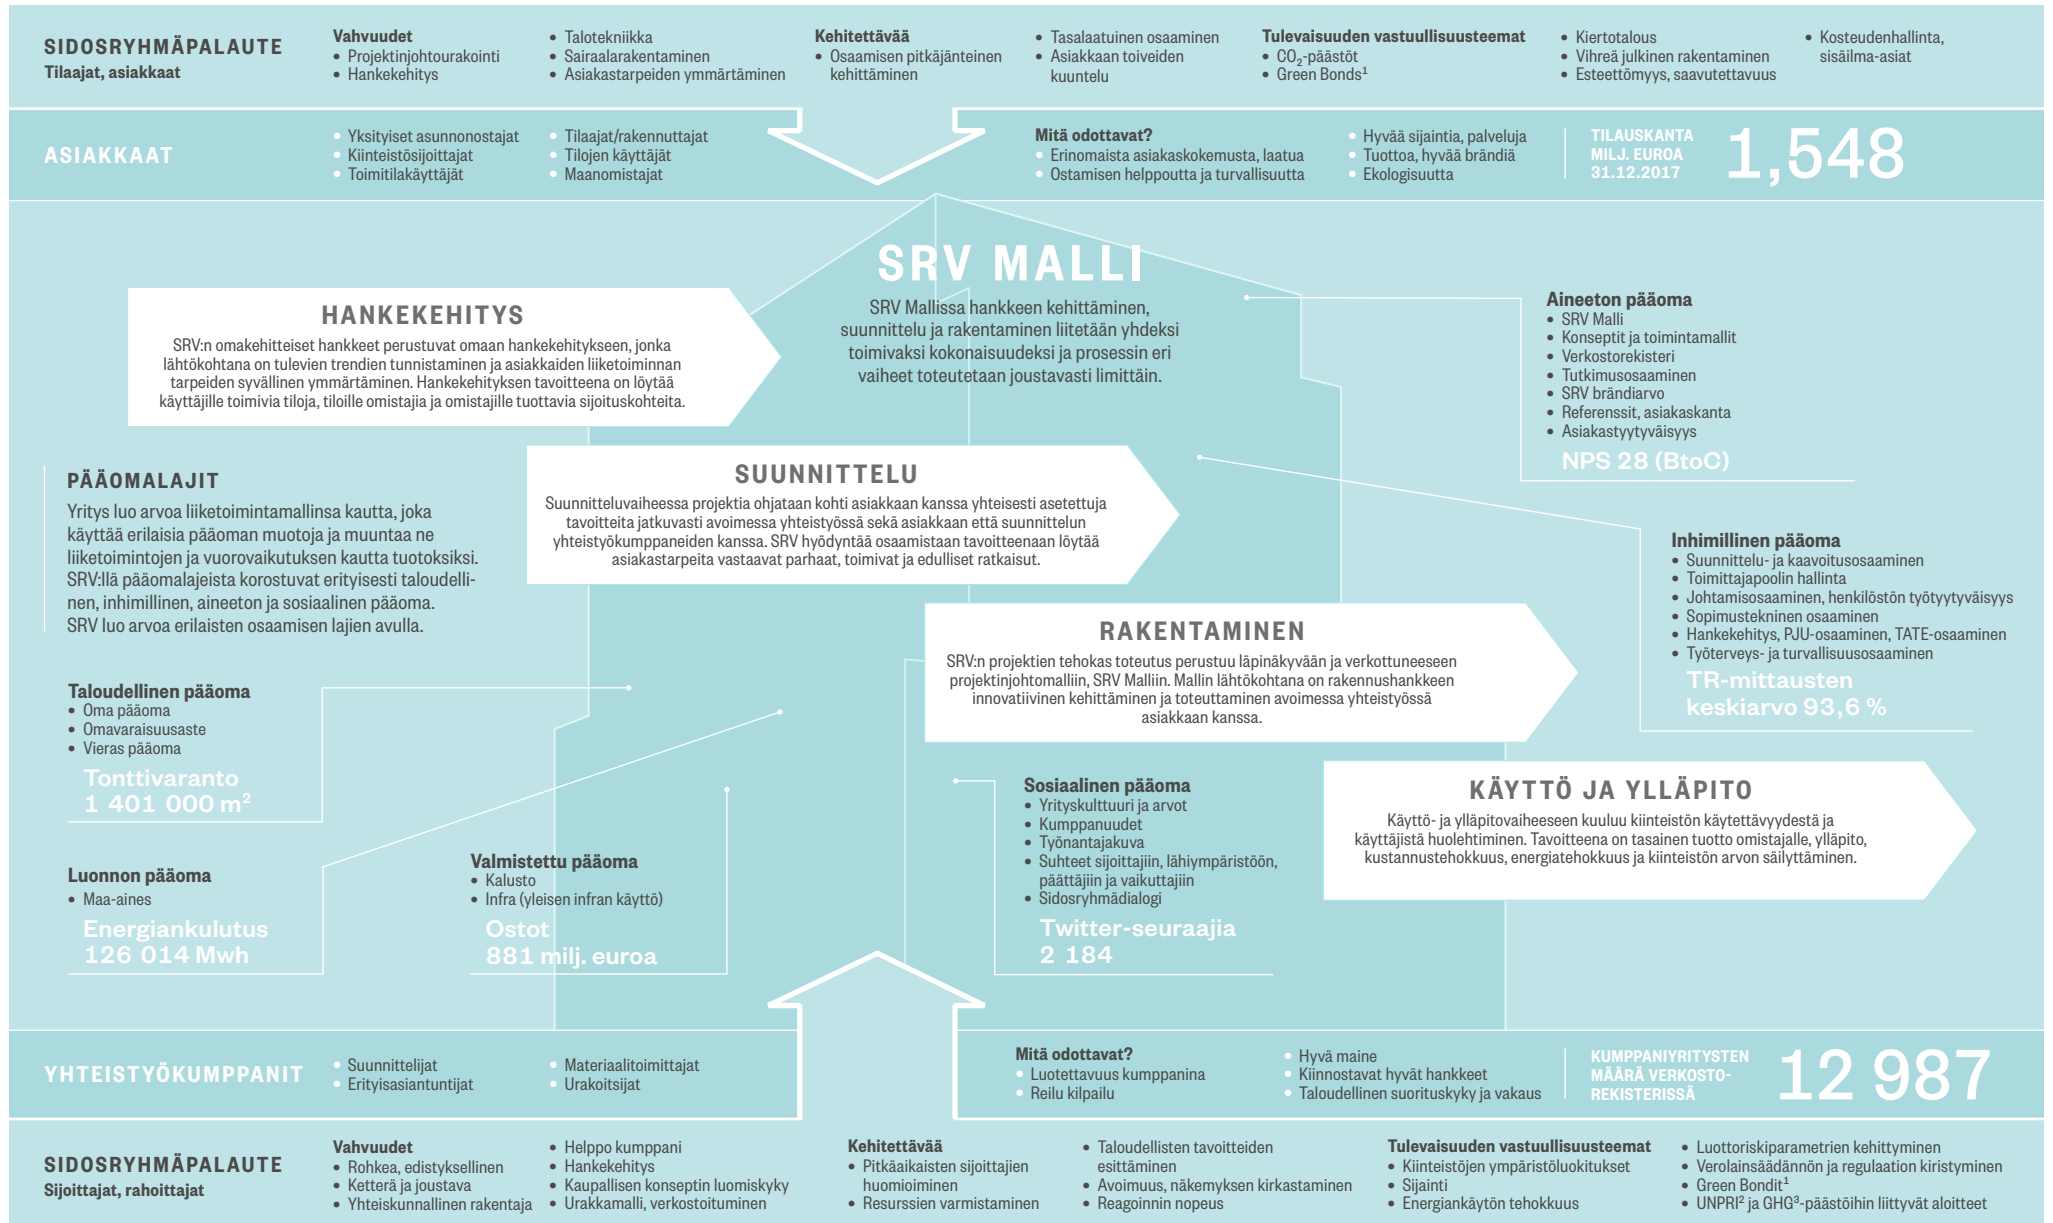 SIDOSRYHMÄPALAUTE
Tilaajat, asiakkaat
Vahvuudet
• Projektinjohtourakointi
• Hankekehitys
• Talotekniikka
• Sairaalarakentaminen
• Asiakastarpeiden ymmärtäminen
Kehitettävää
• Osaamisen pitkäjänteinen
kehittäminen
• Tasalaatuinen osaaminen
• Asiakkaan toiveiden
kuuntelu
Tulevaisuuden vastuullisuusteemat
• CO₂-päästöt
• Green Bonds¹
• Kiertotalous
• Vihreä julkinen rakentaminen
• Esteettömyys, saavutettavuus
• Kosteudenhallinta,
sisäilma-asiat
ASIAKKAAT
• Yksityiset asunnonostajat
• Kiinteistösijoittajat
• Toimitilakäyttäjät
• Tilaajat/rakennuttajat
• Tilojen käyttäjät
• Maanomistajat
Mitä odottavat?
• Erinomaista asiakaskokemusta, laatua
• Ostamisen helppoutta ja turvallisuutta
• Hyvää sijaintia, palveluja
• Tuottoa, hyvää brändiä
• Ekologisuutta
TILAUSKANTA
MILJ. EUROA
31.12.2017
1,548
SRV MALLI
SRV Mallissa hankkeen kehittäminen,
suunnittelu ja rakentaminen liitetään yhdeksi
toimivaksi kokonaisuudeksi ja prosessin eri
vaiheet toteutetaan joustavasti limittäin.
HANKEKEHITYS
SRV:n omakehitteiset hankkeet perustuvat omaan hankekehitykseen, jonka
lähtökohtana on tulevien trendien tunnistaminen ja asiakkaiden liiketoiminnan
tarpeiden syvällinen ymmärtäminen. Hankekehityksen tavoitteena on löytää
käyttäjille toimivia tiloja, tiloille omistajia ja omistajille tuottavia sijoituskohteita.
Aineeton pääoma
• SRV Malli
• Konseptit ja toimintamallit
• Verkostorekisteri
• Tutkimusosaaminen
• SRV brändiarvo
• Referenssit, asiakaskanta
• Asiakastyytyväisyys
NPS 28 (BtoC)
PÄÄOMALAJIT
Yritys luo arvoa liiketoimintamallinsa kautta, joka
käyttää erilaisia pääoman muotoja ja muuntaa ne
liiketoimintojen ja vuorovaikutuksen kautta tuotoksiksi.
SRV:llä pääomalajeista korostuvat erityisesti taloudelli-
nen, inhimillinen, aineeton ja sosiaalinen pääoma.
SRV luo arvoa erilaisten osaamisen lajien avulla.
SUUNNITTELU
Suunnitteluvaiheessa projektia ohjataan kohti asiakkaan kanssa yhteisesti asetettuja
tavoitteita jatkuvasti avoimessa yhteistyössä sekä asiakkaan että suunnittelun
yhteistyökumppaneiden kanssa. SRV hyödyntää osaamistaan tavoitteenaan löytää
asiakastarpeita vastaavat parhaat, toimivat ja edulliset ratkaisut.
Inhimillinen pääoma
• Suunnittelu- ja kaavoitusosaaminen
• Toimittajapoolin hallinta
• Johtamisosaaminen, henkilöstön työtyytyväisyys
• Sopimustekninen osaaminen
• Hankekehitys, PJU-osaaminen, TATE-osaaminen
• Työterveys- ja turvallisuusosaaminen
TR-mittausten
keskiarvo 93,6 %
RAKENTAMINEN
SRV:n projektien tehokas toteutus perustuu läpinäkyvään ja verkottuneeseen
projektinjohtomalliin, SRV Malliin. Mallin lähtökohtana on rakennushankkeen
innovatiivinen kehittäminen ja toteuttaminen avoimessa yhteistyössä
asiakkaan kanssa.
Taloudellinen pääoma
• Oma pääoma
• Omavaraisuusaste
• Vieras pääoma
Tonttivaranto
1 401 000 m²
KÄYTTÖ JA YLLÄPITO
Käyttö- ja ylläpitovaiheeseen kuuluu kiinteistön käytettävyydestä ja
käyttäjistä huolehtiminen. Tavoitteena on tasainen tuotto omistajalle, ylläpito,
kustannustehokkuus, energiatehokkuus ja kiinteistön arvon säilyttäminen.
Luonnon pääoma
• Maa-aines
Energiankulutus
126 014 Mwh
Valmistettu pääoma
• Kalusto
• Infra (yleisen infran käyttö)
Ostot
881 milj. euroa
Sosiaalinen pääoma
• Yrityskulttuuri ja arvot
• Kumppanuudet
• Työnantajakuva
• Suhteet sijoittajiin, lähiympäristöön,
päättäjiin ja vaikuttajiin
• Sidosryhmädialogi
Twitter-seuraajia
2 184
YHTEISTYÖKUMPPANIT
• Suunnittelijat
• Erityisasiantuntijat
• Materiaalitoimittajat
• Urakoitsijat
Mitä odottavat?
• Luotettavuus kumppanina
• Reilu kilpailu
• Hyvä maine
• Kiinnostavat hyvät hankkeet
• Taloudellinen suorituskyky ja vakaus
KUMPPANIYRITYSTEN
MÄÄRÄ VERKOSTO-
REKISTERISSÄ
12 987
SIDOSRYHMÄPALAUTE
Sijoittajat, rahoittajat
Vahvuudet
• Rohkea, edistyksellinen
• Ketterä ja joustava
• Yhteiskunnallinen rakentaja
• Helppo kumppani
• Hankekehitys
• Kaupallisen konseptin luomiskyky
• Urakkamalli, verkostoituminen
Kehitettävää
• Pitkäaikaisten sijoittajien
huomioiminen
• Resurssien varmistaminen
• Taloudellisten tavoitteiden
esittäminen
• Avoimuus, näkemyksen kirkastaminen
• Reagoinnin nopeus
Tulevaisuuden vastuullisuusteemat
• Kiinteistöjen ympäristöluokitukset
• Sijainti
• Energiankäytön tehokkuus
• Luottoriskiparametrien kehittyminen
• Verolainsäädännön ja regulaation kiristyminen
• Green Bondit¹
• UNPRI² ja GHG³-päästöihin liittyvät aloitteet